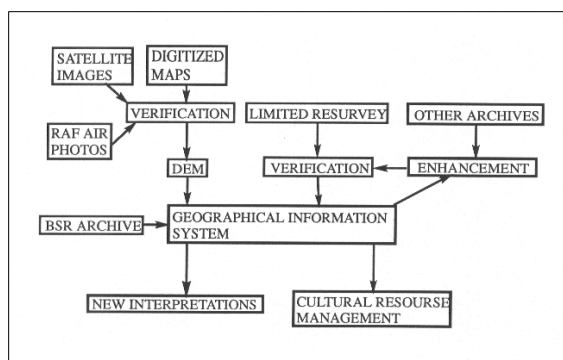 SATELLITE
IMAGES
DIGITIZED
MAPS
VERIFICATION
LIMITED RESURVEY
OTHER ARCHIVES
RAF AIR
PHOTOS
DEM
VERIFICATION
ENHANCEMENT
BSR ARCHIVE
GEOGRAPHICAL INFORMATION
SYSTEM
NEW INTERPRETATIONS
CULTURAL RESOURSE
MANAGEMENT